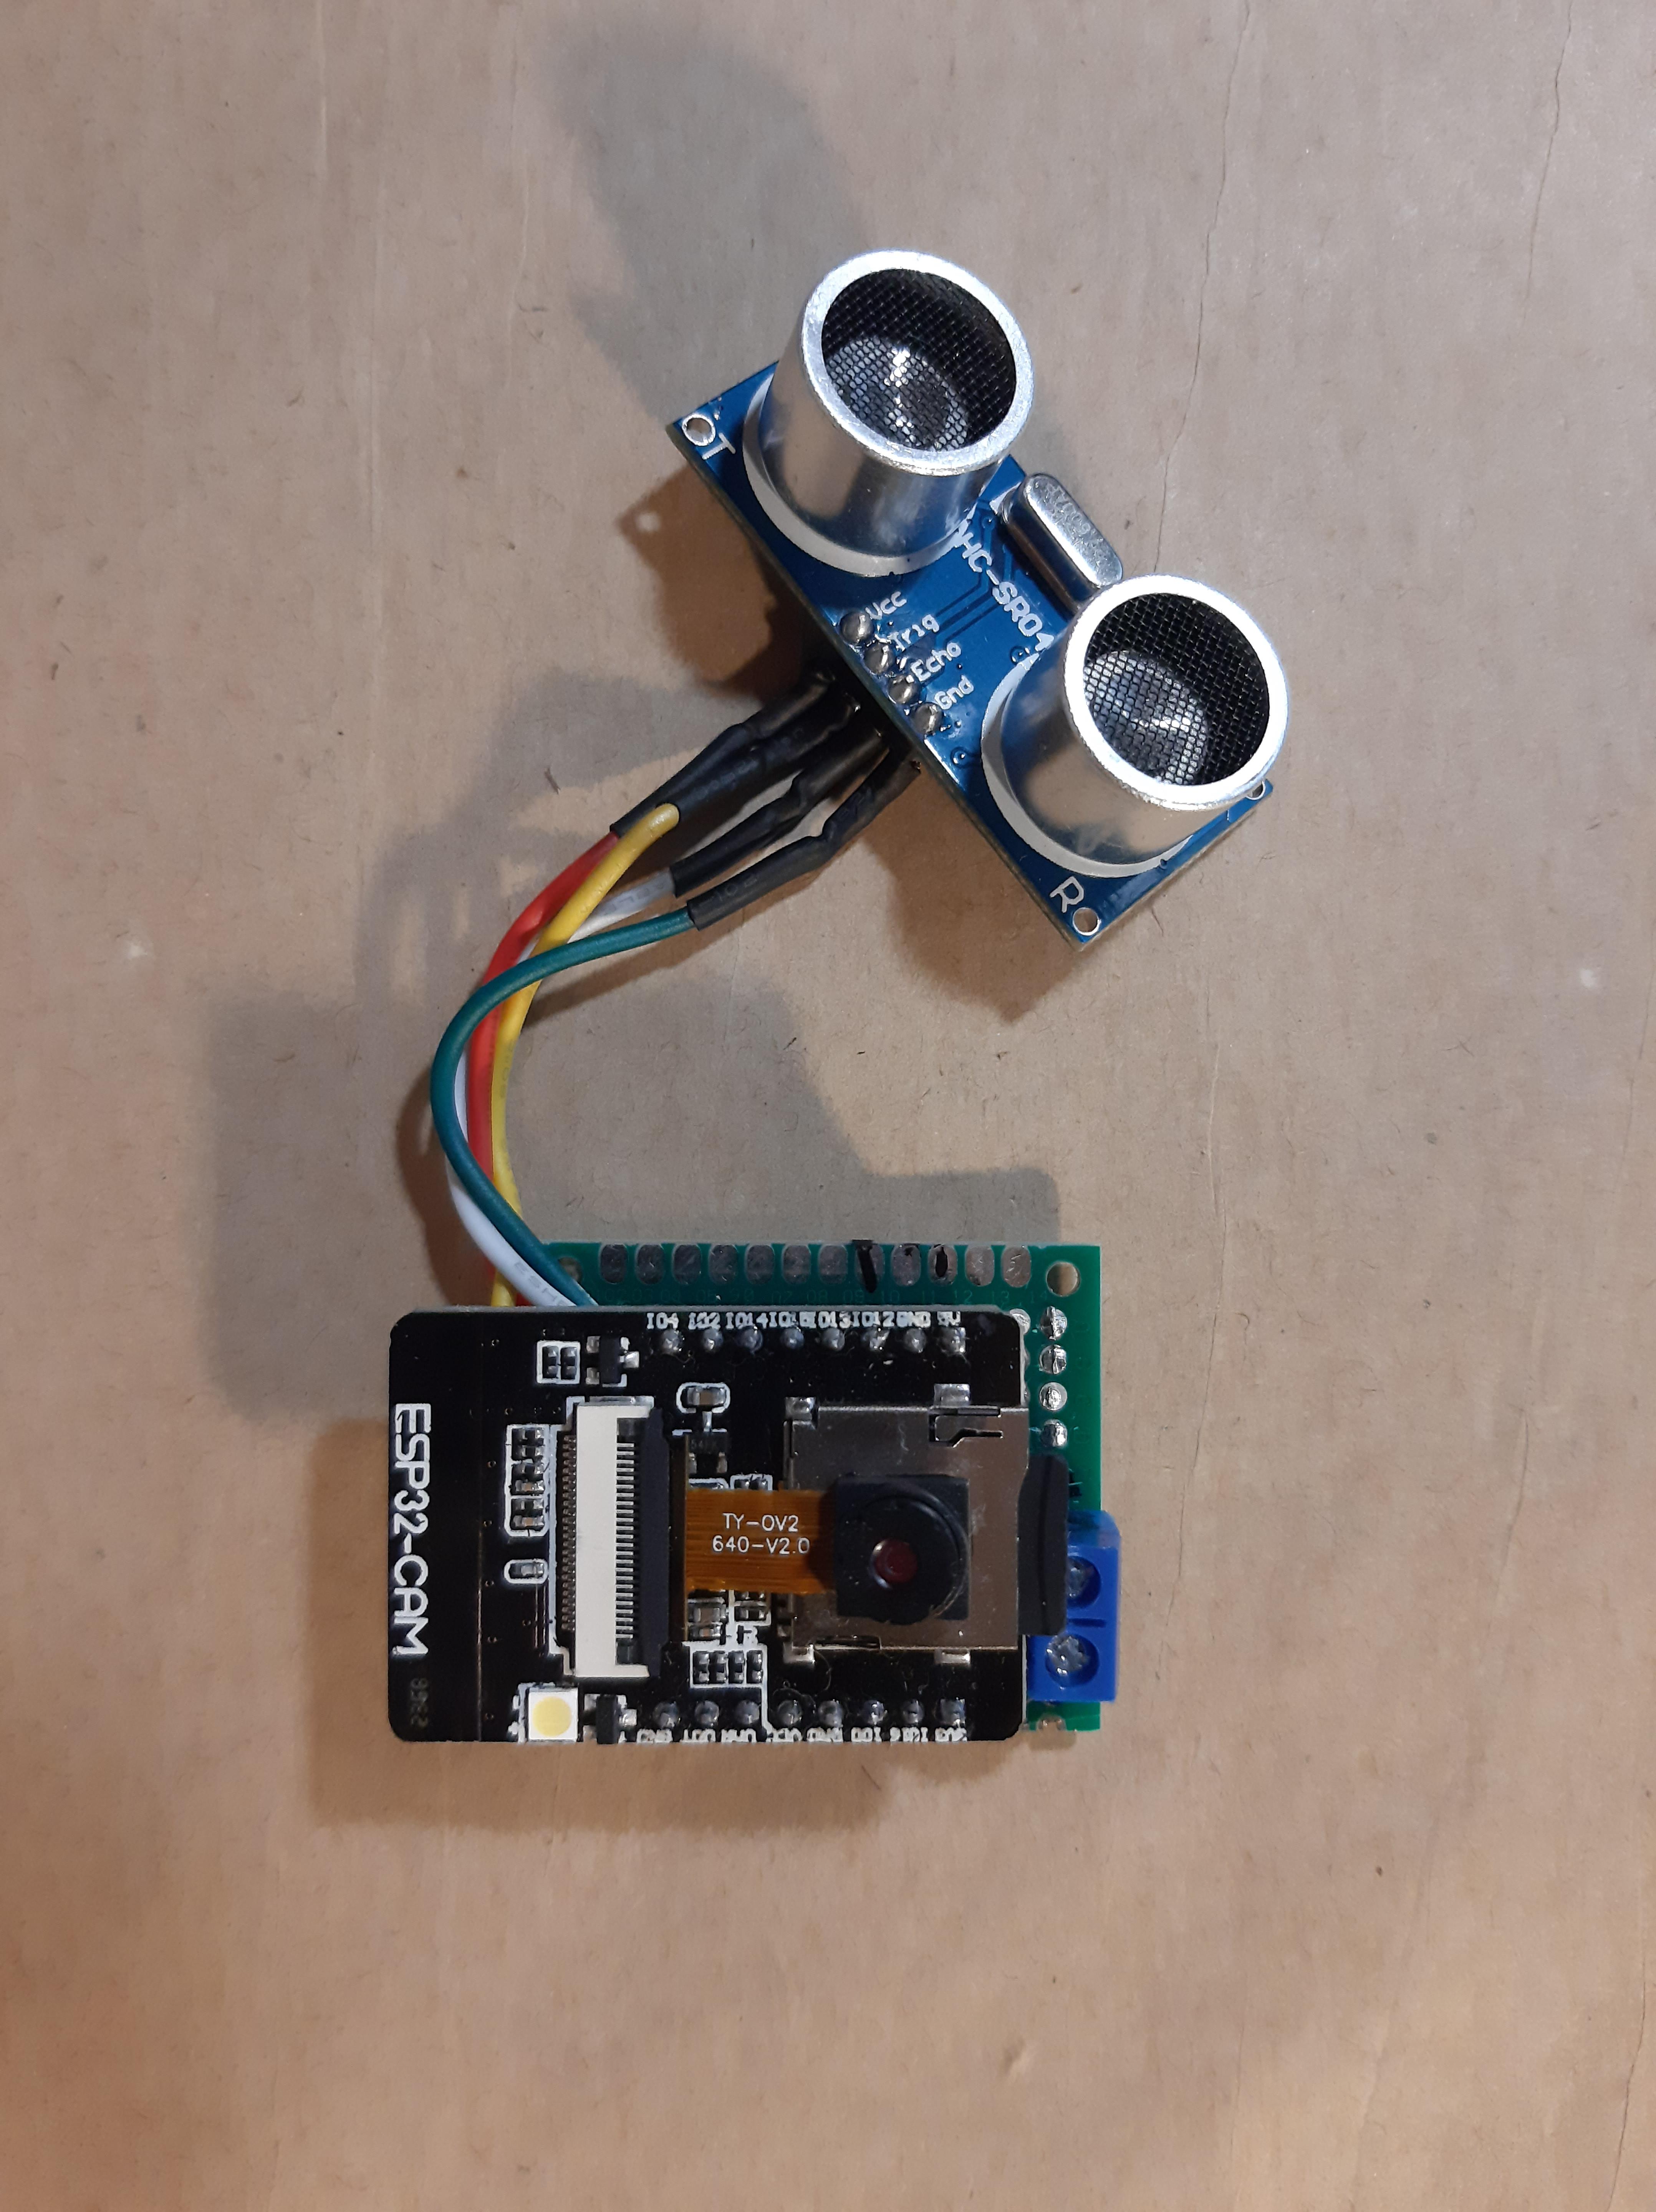 T
HC-SR04
Vcc
Trig
Echo
Gnd
R
IO4 IO2 IO14 IO15 IO13 IO12 GND 5V
ESP32-CAM
TY-OV2
640-V2.0